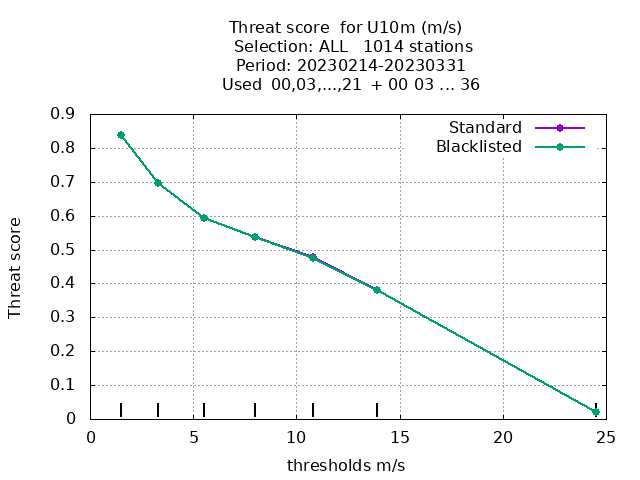 Threat score  for U10m (m/s)
Selection: ALL   1014 stations
Period: 20230214-20230331
Used  00,03,...,21  + 00 03 ... 36
Standard
Blacklisted
0.9
0.8
0.7
0.6
0.5
0.4
0.3
0.2
0.1
0
Threat score
0 5 10 15 20 25
thresholds m/s